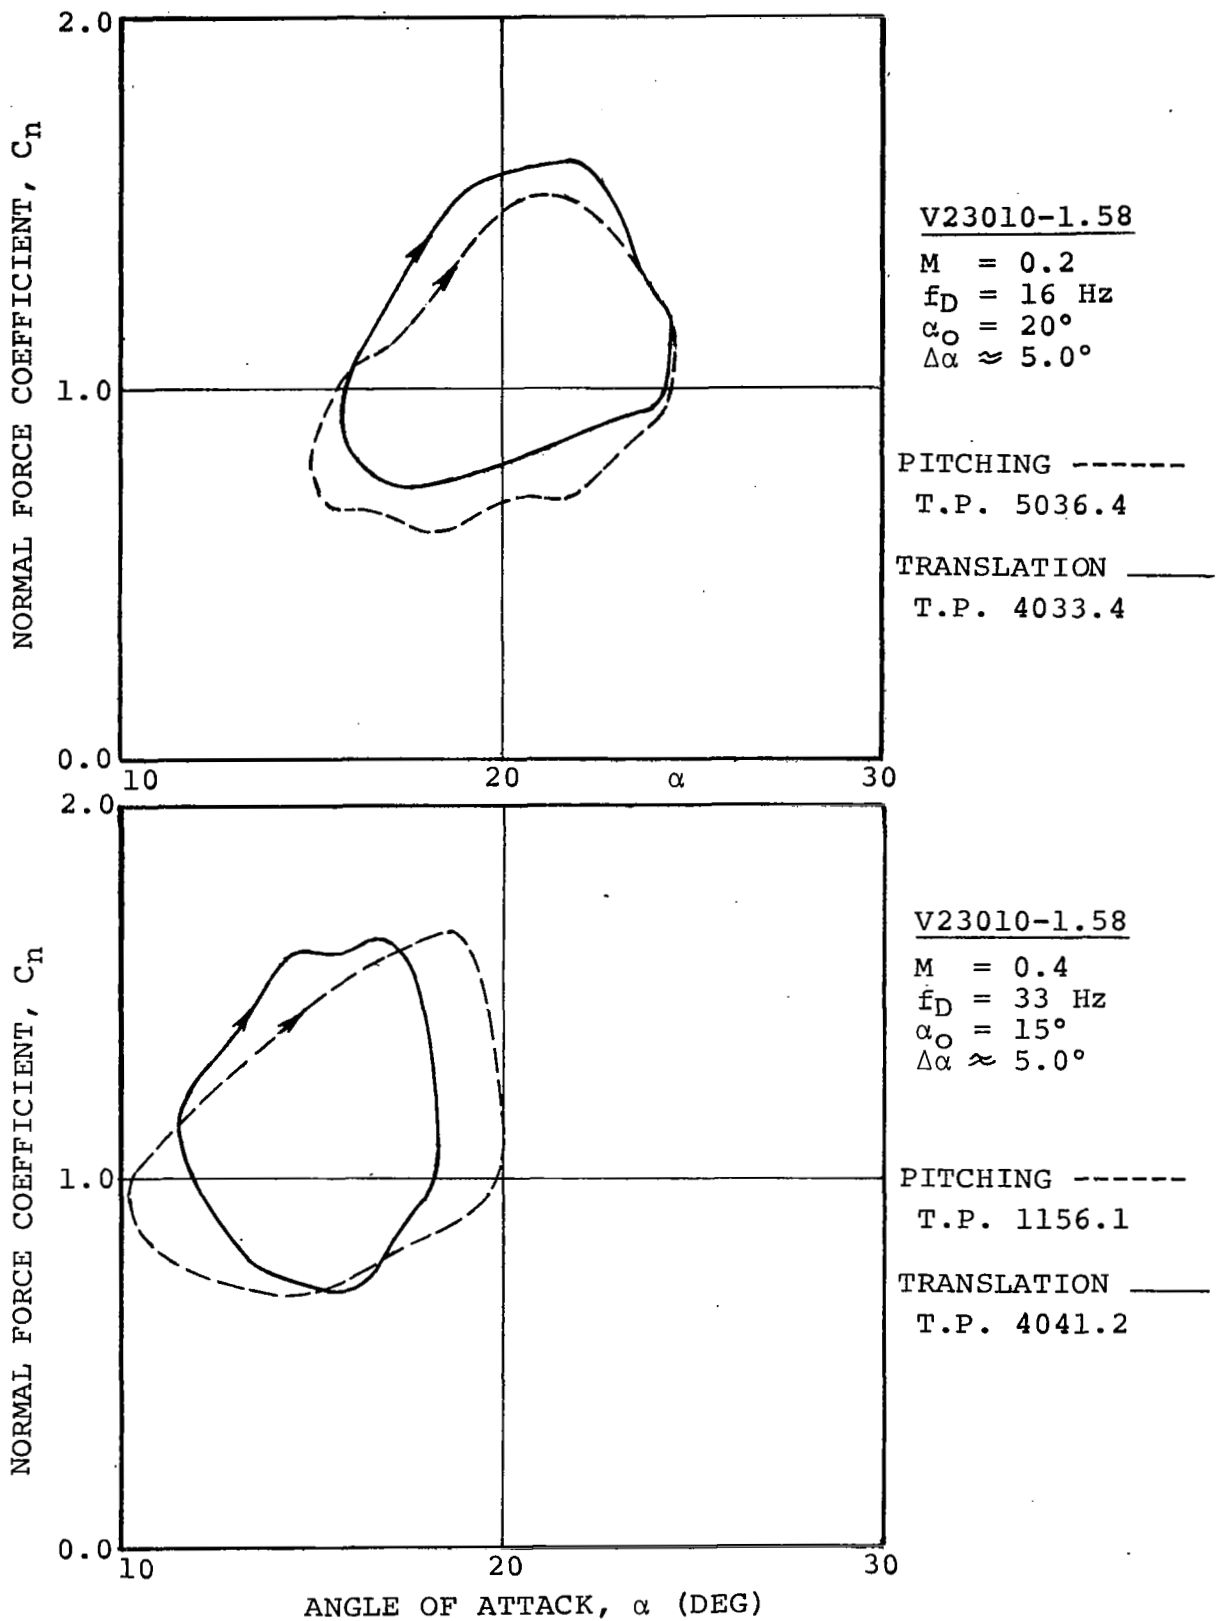 2.0
NORMAL FORCE COEFFICIENT, Cn
1.0
0.0
10 20 α 30
V23010-1.58
M = 0.2
fD = 16 Hz
αo = 20°
Δα ≈ 5.0°
PITCHING ------
T.P. 5036.4
TRANSLATION ____
T.P. 4033.4
2.0
NORMAL FORCE COEFFICIENT, Cn
1.0
0.0
10 20 30
ANGLE OF ATTACK, α (DEG)
V23010-1.58
M = 0.4
fD = 33 Hz
αo = 15°
Δα ≈ 5.0°
PITCHING ------
T.P. 1156.1
TRANSLATION ____
T.P. 4041.2